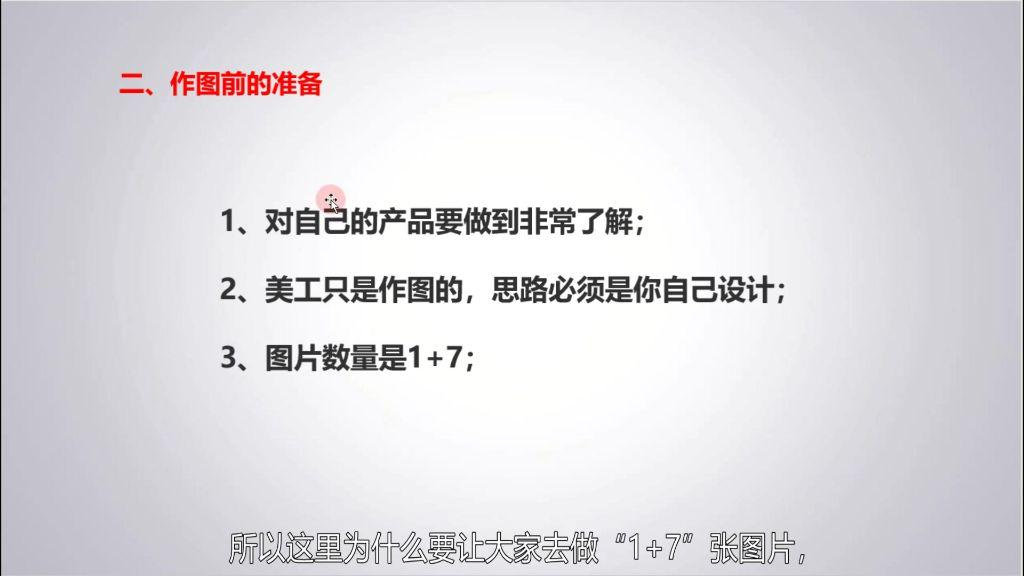 二、作图前的准备
1、对自己的产品要做到非常了解；
2、美工只是作图的，思路必须是你自己设计；
3、图片数量是1+7；
所以这里为什么要让大家去做“1+7”张图片，